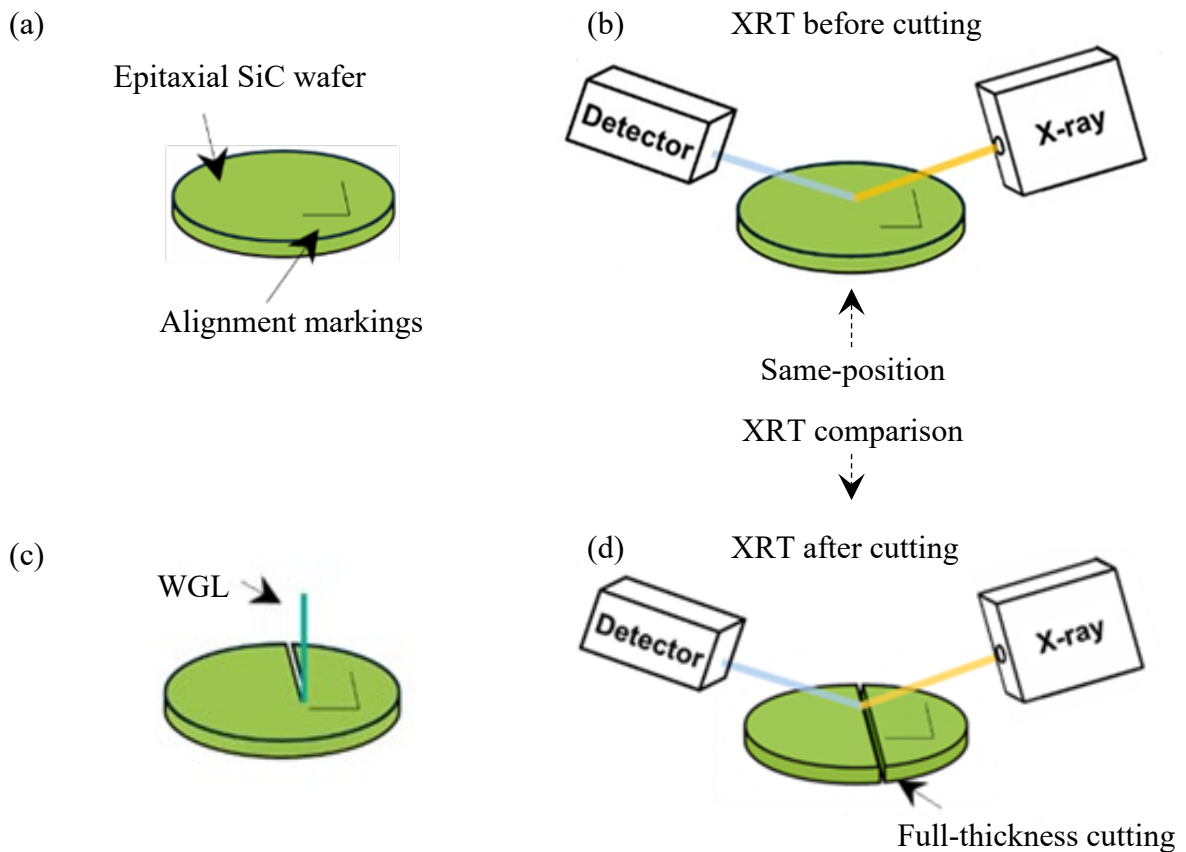 (a)
Epitaxial SiC wafer
Alignment markings
(b)
XRT before cutting
Detector
X-ray
Same-position
XRT comparison
(c)
WGL
(d)
XRT after cutting
Detector
X-ray
Full-thickness cutting